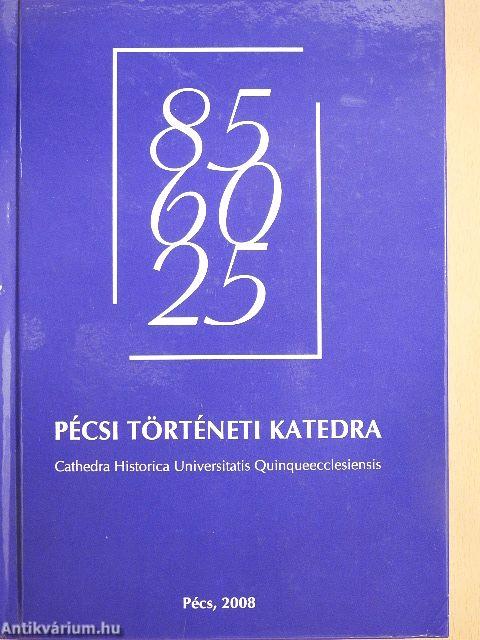 85
60
25
PÉCSI TÖRTÉNETI KATEDRA
Cathedra Historica Universitatis Quinqueecclesiensis
Pécs, 2008
Antikvárium.hu